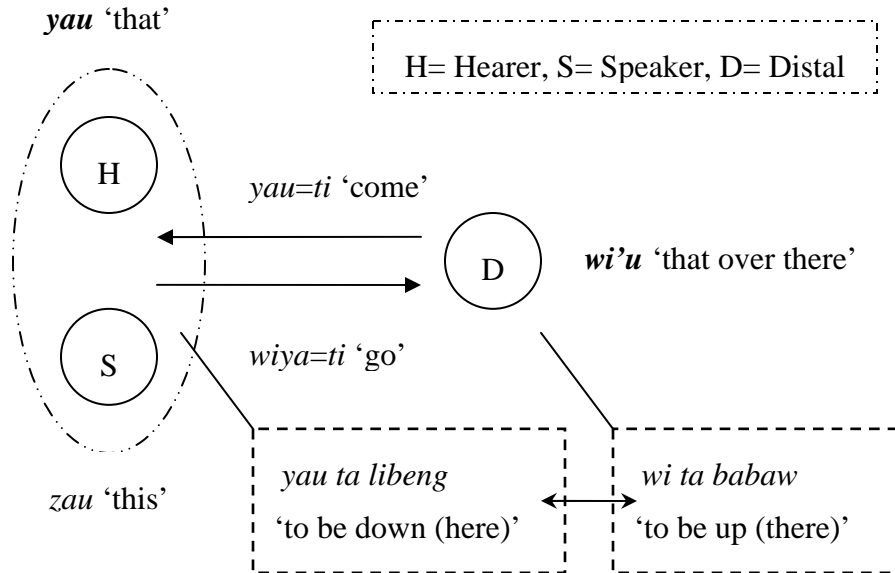 yau ‘that’
H= Hearer, S= Speaker, D= Distal
H
yau=ti ‘come’
D
wi’u ‘that over there’
S
wiya=ti ‘go’
zau ‘this’
yau ta libeng
‘to be down (here)’
wi ta babaw
‘to be up (there)’